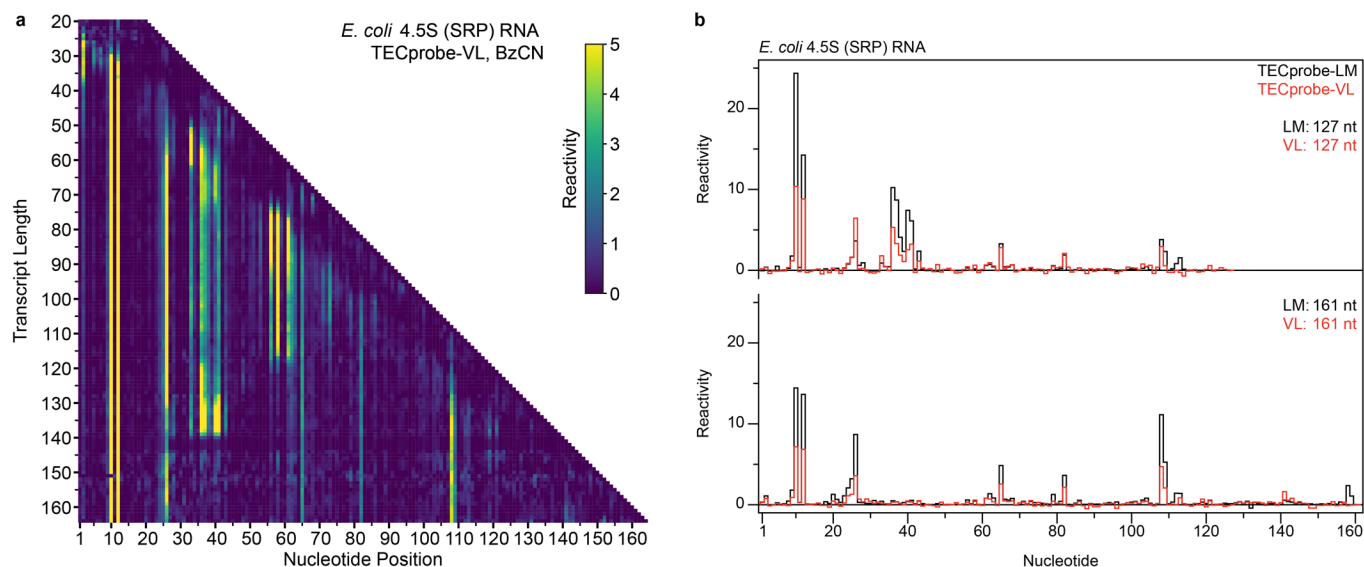 a
E. coli 4.5S (SRP) RNA
TECprobe-VL, BzCN
Transcript Length
20
30
40
50
60
70
80
90
100
110
120
130
140
150
160
1 10 20 30 40 50 60 70 80 90 100 110 120 130 140 150 160
Nucleotide Position
Reactivity
5
4
3
2
1
0
b
E. coli 4.5S (SRP) RNA
TECprobe-LM
TECprobe-VL
LM: 127 nt
VL: 127 nt
Reactivity
20
10
0
LM: 161 nt
VL: 161 nt
Reactivity
20
10
0
1 20 40 60 80 100 120 140 160
Nucleotide